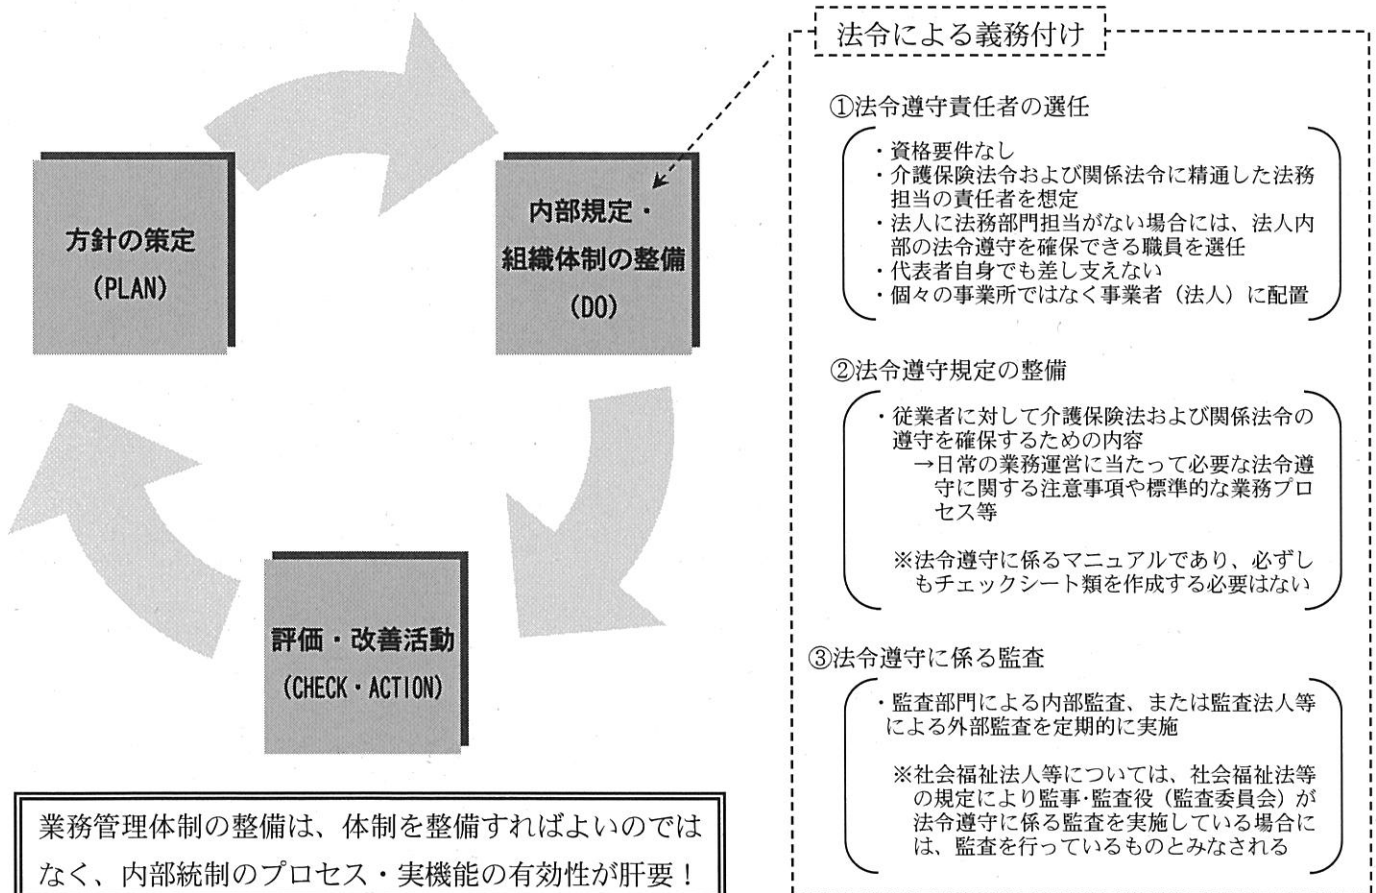 方針の策定
(PLAN)
内部規定・
組織体制の整備
(DO)
評価・改善活動
(CHECK・ACTION)
業務管理体制の整備は、体制を整備すればよいのでは
なく、内部統制のプロセス・実機能の有効性が肝要!
法令による義務付け
①法令遵守責任者の選任
・資格要件なし
・介護保険法令および関係法令に精通した法務
担当の責任者を想定
・法人に法務部門担当がない場合には、法人内
部の法令遵守を確保できる職員を選任
・代表者自身でも差し支えない
・個々の事業所ではなく事業者(法人)に配置
②法令遵守規定の整備
・従業者に対して介護保険法および関係法令の
遵守を確保するための内容
→日常の業務運営に当たって必要な法令遵
守に関する注意事項や標準的な業務プロ
セス等
※法令遵守に係るマニュアルであり、必ずし
もチェックシート類を作成する必要はない
③法令遵守に係る監査
・監査部門による内部監査、または監査法人等
による外部監査を定期的に実施
※社会福祉法人等については、社会福祉法等
の規定により監事・監査役(監査委員会)が
法令遵守に係る監査を実施している場合に
は、監査を行っているものとみなされる